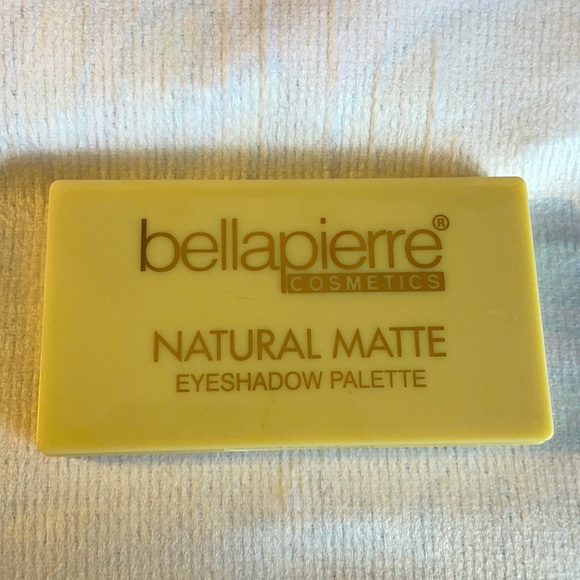 bellapierre®
COSMETICS
NATURAL MATTE
EYESHADOW PALETTE